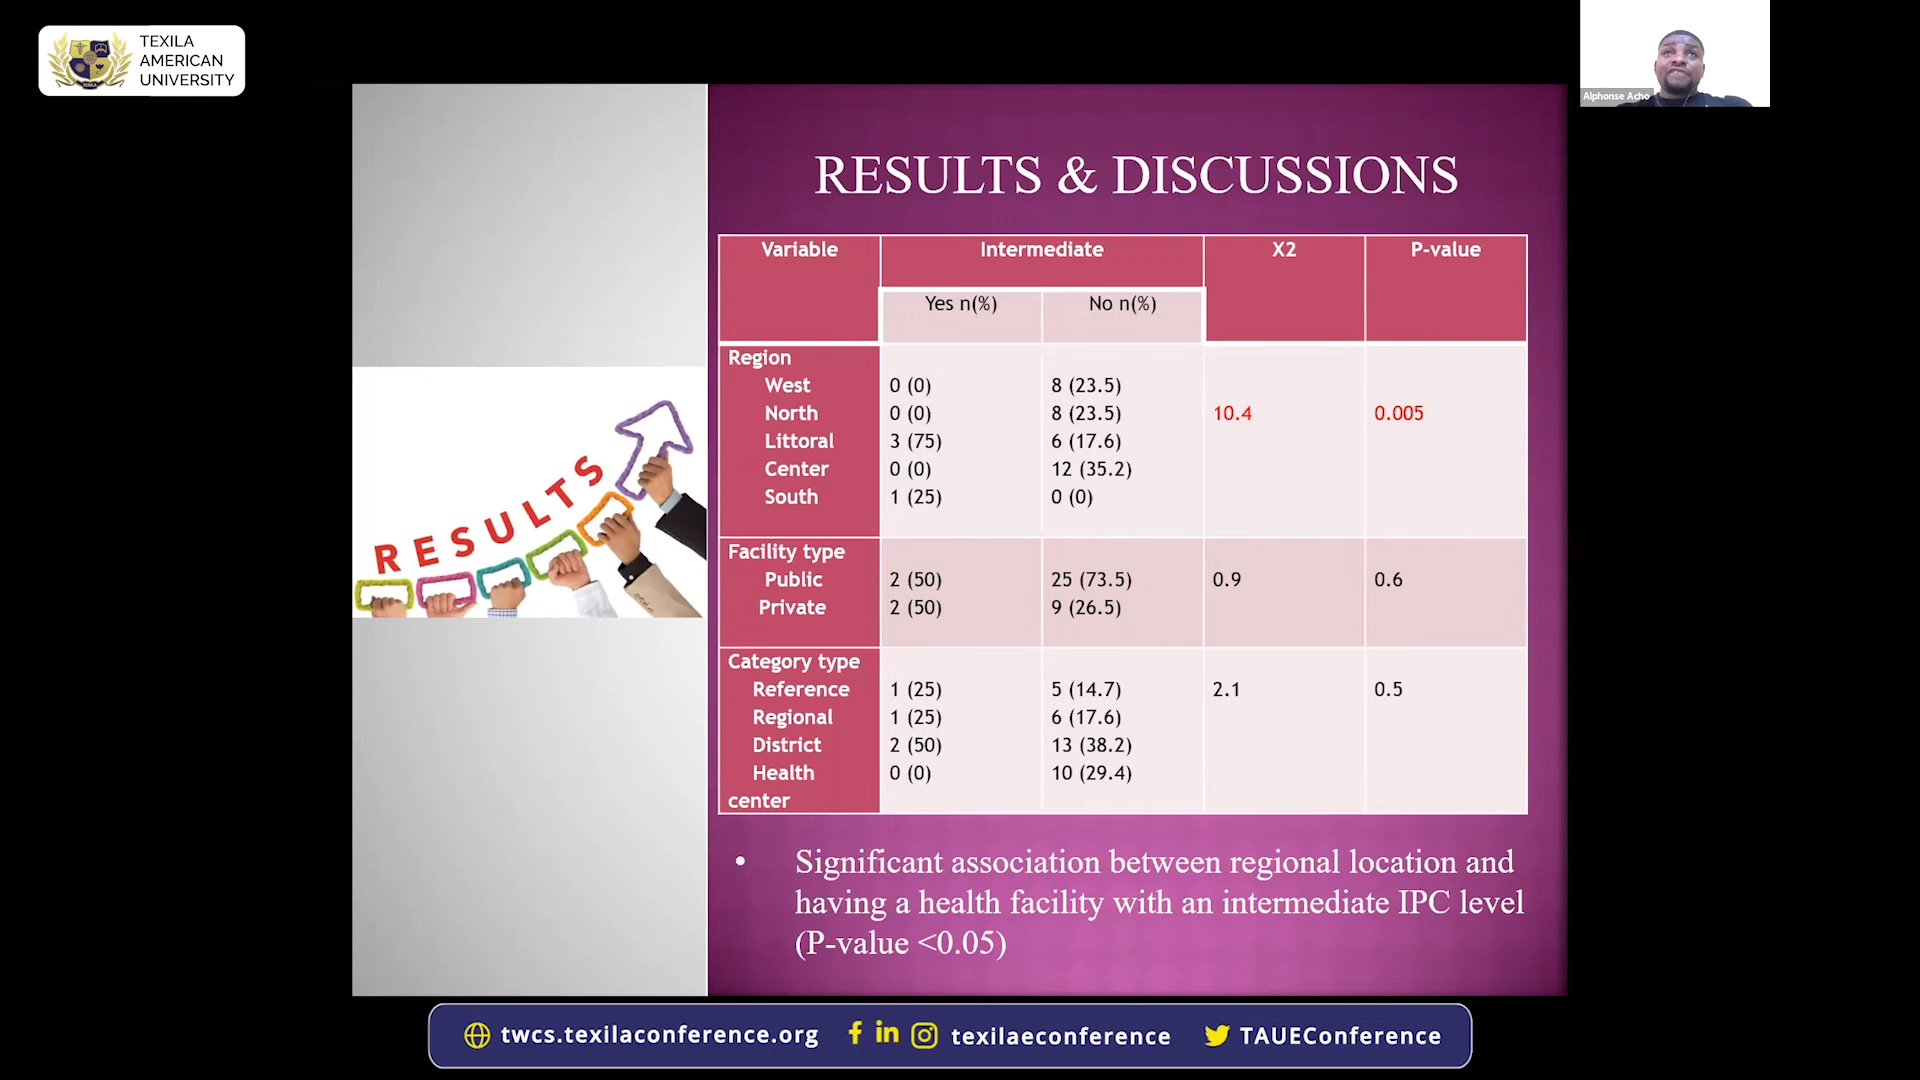 TEXILA
AMERICAN
UNIVERSITY
Alphonse Acho
RESULTS & DISCUSSIONS
RESULTS
Variable Intermediate X2 P-value
Yes n(%) No n(%)
Region
West 0 (0) 8 (23.5)
North 0 (0) 8 (23.5) 10.4 0.005
Littoral 3 (75) 6 (17.6)
Center 0 (0) 12 (35.2)
South 1 (25) 0 (0)
Facility type
Public 2 (50) 25 (73.5) 0.9 0.6
Private 2 (50) 9 (26.5)
Category type
Reference 1 (25) 5 (14.7) 2.1 0.5
Regional 1 (25) 6 (17.6)
District 2 (50) 13 (38.2)
Health 0 (0) 10 (29.4)
center
• Significant association between regional location and
having a health facility with an intermediate IPC level
(P-value <0.05)
twcs.texilaconference.org texilaeconference TAUEConference